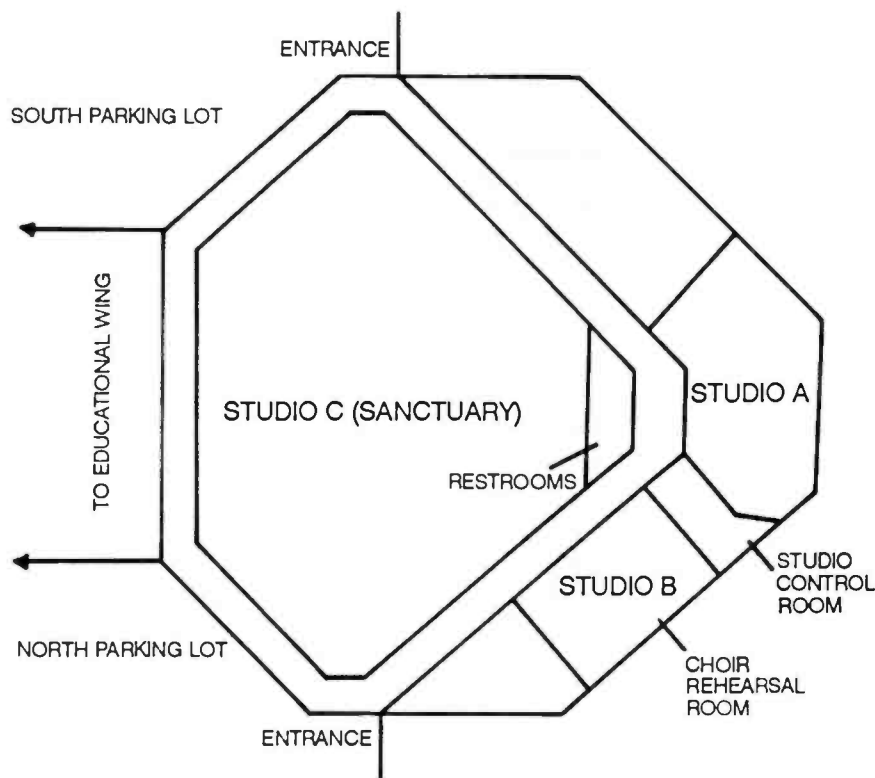 ENTRANCE
SOUTH PARKING LOT
TO EDUCATIONAL WING
STUDIO C (SANCTUARY)
STUDIO A
RESTROOMS
STUDIO B
STUDIO
CONTROL
ROOM
NORTH PARKING LOT
CHOIR
REHEARSAL
ROOM
ENTRANCE